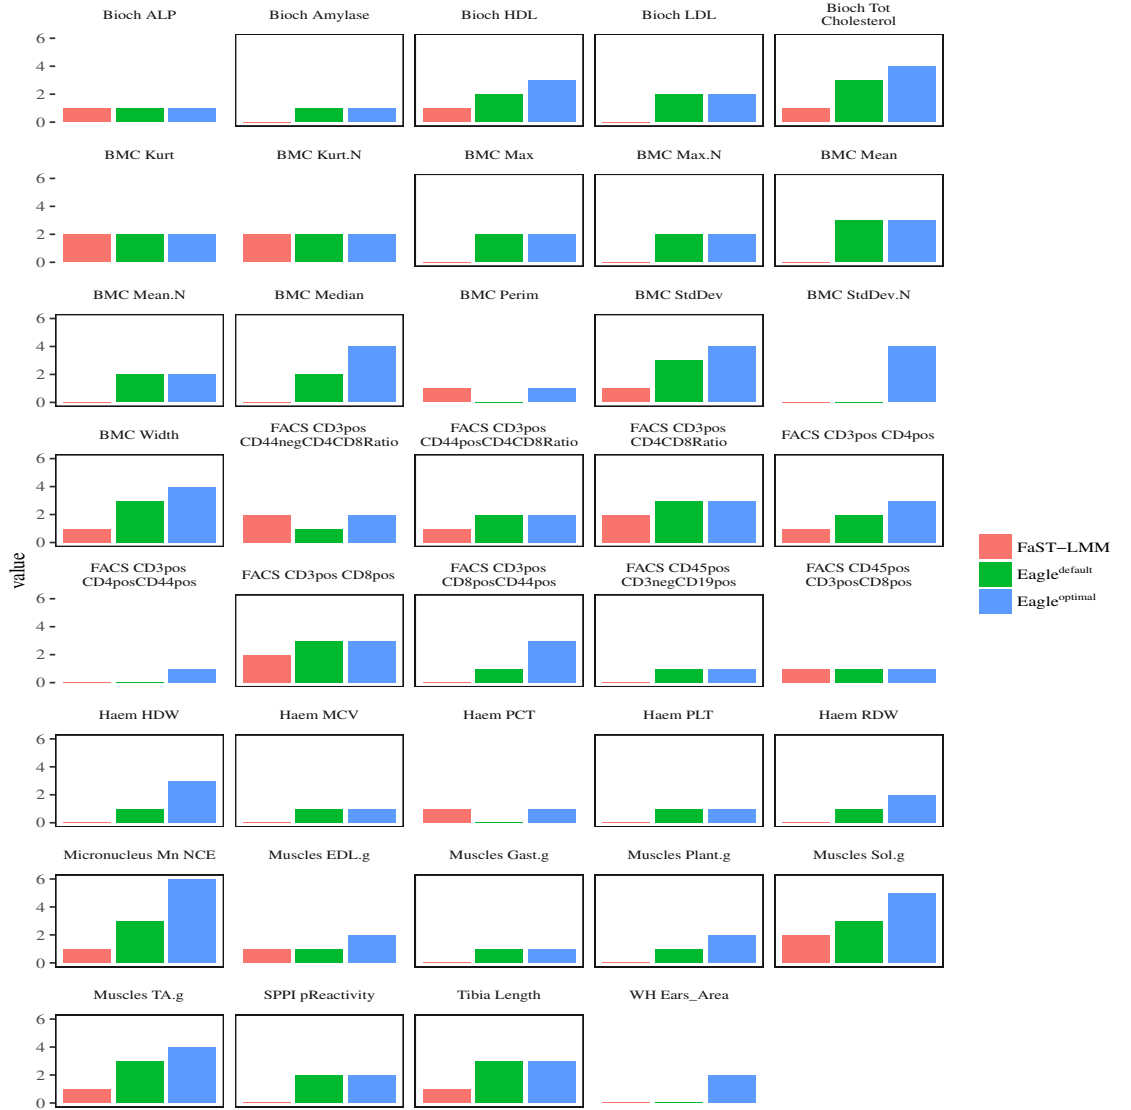 Bioch ALP
Bioch Amylase
Bioch HDL
Bioch LDL
Bioch Tot
Cholesterol
6
4
2
0
BMC Kurt
BMC Kurt.N
BMC Max
BMC Max.N
BMC Mean
6
4
2
0
BMC Mean.N
BMC Median
BMC Perim
BMC StdDev
BMC StdDev.N
6
4
2
0
BMC Width
FACS CD3pos
CD44negCD4CD8Ratio
FACS CD3pos
CD44posCD4CD8Ratio
FACS CD3pos
CD4CD8Ratio
FACS CD3pos CD4pos
6
4
2
0
value
FaST−LMM
Eagledefault
Eagleoptimal
FACS CD3pos
CD4posCD44pos
FACS CD3pos CD8pos
FACS CD3pos
CD8posCD44pos
FACS CD45pos
CD3negCD19pos
FACS CD45pos
CD3posCD8pos
6
4
2
0
Haem HDW
Haem MCV
Haem PCT
Haem PLT
Haem RDW
6
4
2
0
Micronucleus Mn NCE
Muscles EDL.g
Muscles Gast.g
Muscles Plant.g
Muscles Sol.g
6
4
2
0
Muscles TA.g
SPPI pReactivity
Tibia Length
WH Ears_Area
6
4
2
0